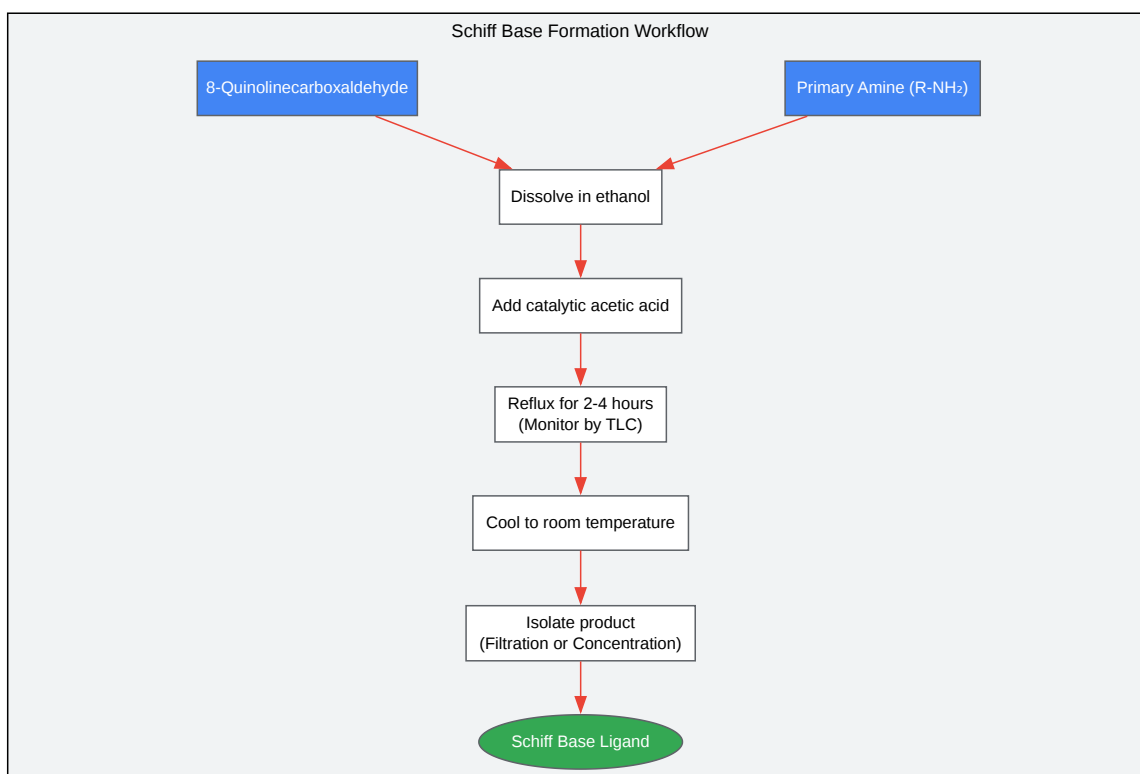 Schiff Base Formation Workflow
8-Quinolinecarboxaldehyde
Primary Amine (R-NH₂)
Dissolve in ethanol
Add catalytic acetic acid
Reflux for 2-4 hours
(Monitor by TLC)
Cool to room temperature
Isolate product
(Filtration or Concentration)
Schiff Base Ligand